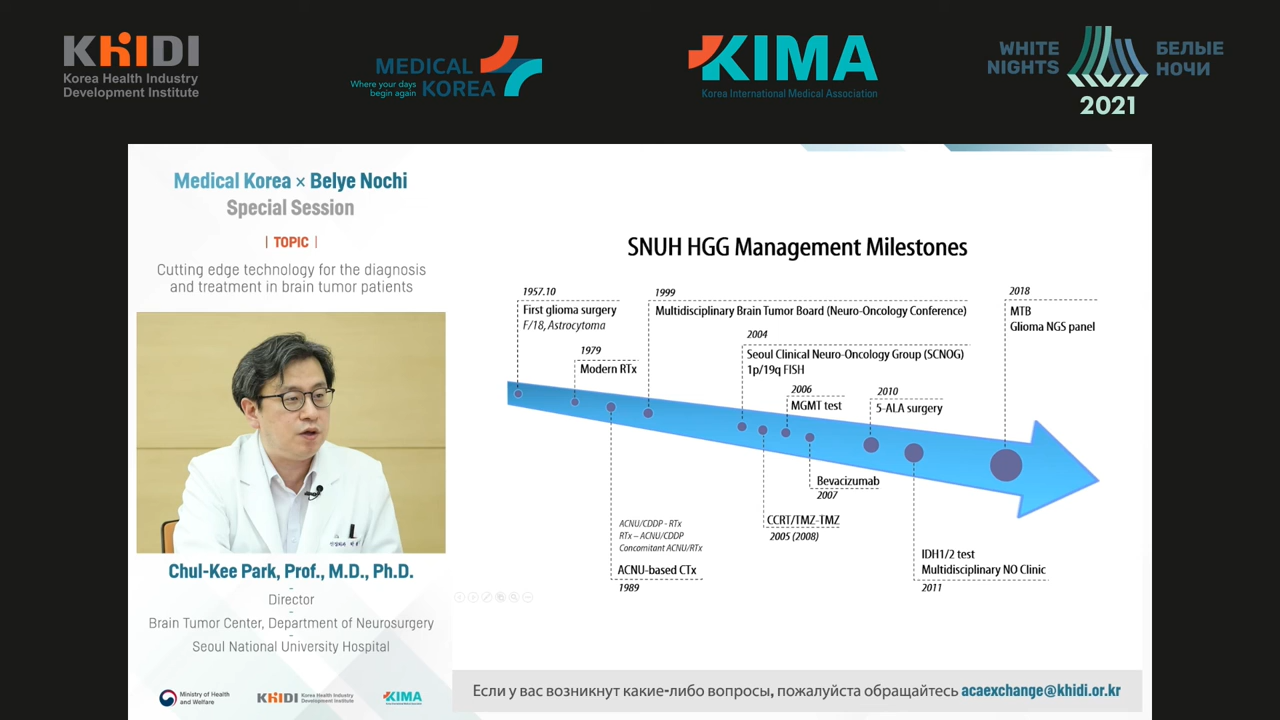 KHIDI
Korea Health Industry
Development Institute
MEDICAL
KOREA
Where your days
begin again
KIMA
Korea International Medical Association
WHITE
NIGHTS
БЕЛЫЕ
НОЧИ
2021
Medical Korea × Belye Nochi
Special Session
| TOPIC |
Cutting edge technology for the diagnosis
and treatment in brain tumor patients
Chul-Kee Park, Prof., M.D., Ph.D.
Director
Brain Tumor Center, Department of Neurosurgery
Seoul National University Hospital
Ministry of Health
and Welfare
KHIDI
Korea Health Industry
Development Institute
KIMA
SNUH HGG Management Milestones
1957.10
First glioma surgery
F/18, Astrocytoma
1979
Modern RTx
1999
Multidisciplinary Brain Tumor Board (Neuro-Oncology Conference)
2004
Seoul Clinical Neuro-Oncology Group (SCNOG)
1p/19q FISH
2006
MGMT test
2010
5-ALA surgery
2018
MTB
Glioma NGS panel
ACNU/CDDP - RTx
RTx – ACNU/CDDP
Concomitant ACNU/RTx
ACNU-based CTx
1989
CCRT/TMZ-TMZ
2005 (2008)
Bevacizumab
2007
IDH1/2 test
Multidisciplinary NO Clinic
2011
Если у вас возникнут какие-либо вопросы, пожалуйста обращайтесь acaexchange@khidi.or.kr